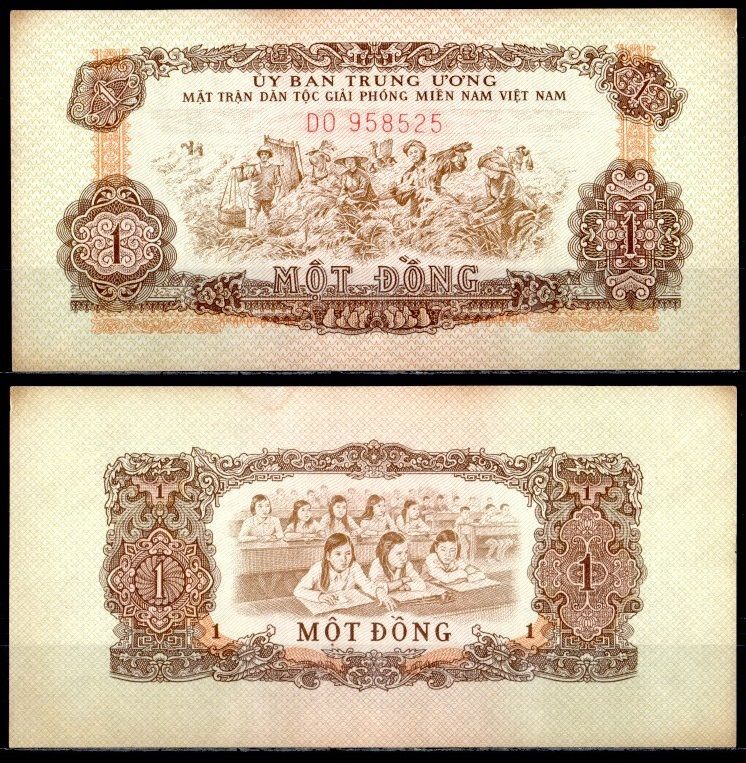 1
ỦY BAN TRUNG ƯƠNG
MẶT TRẬN DÂN TỘC GIẢI PHÓNG MIỀN NAM VIỆT NAM
DO 958525
1 1
MỘT ĐỒNG
1 1
1 1
1 MỘT ĐỒNG 1